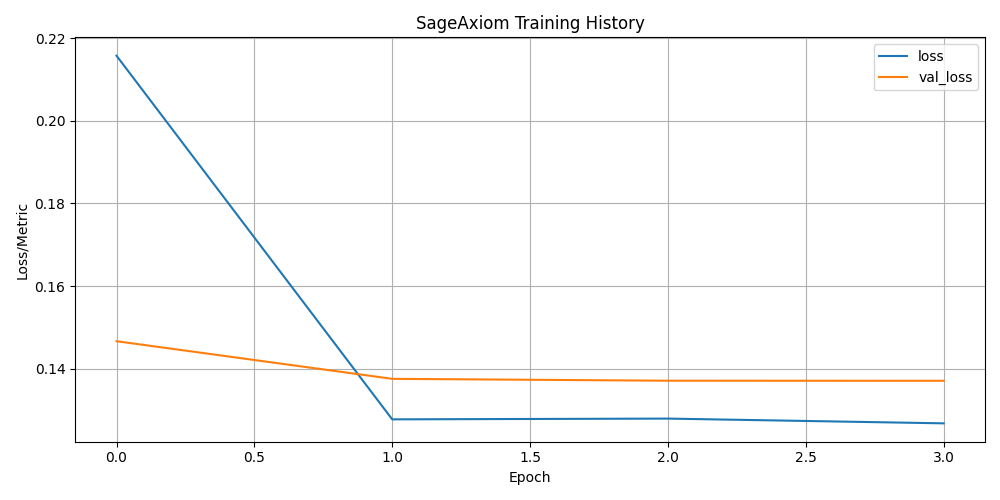 SageAxiom Training History
loss
val_loss
0.22
0.20
0.18
0.16
0.14
Loss/Metric
0.0 0.5 1.0 1.5 2.0 2.5 3.0
Epoch